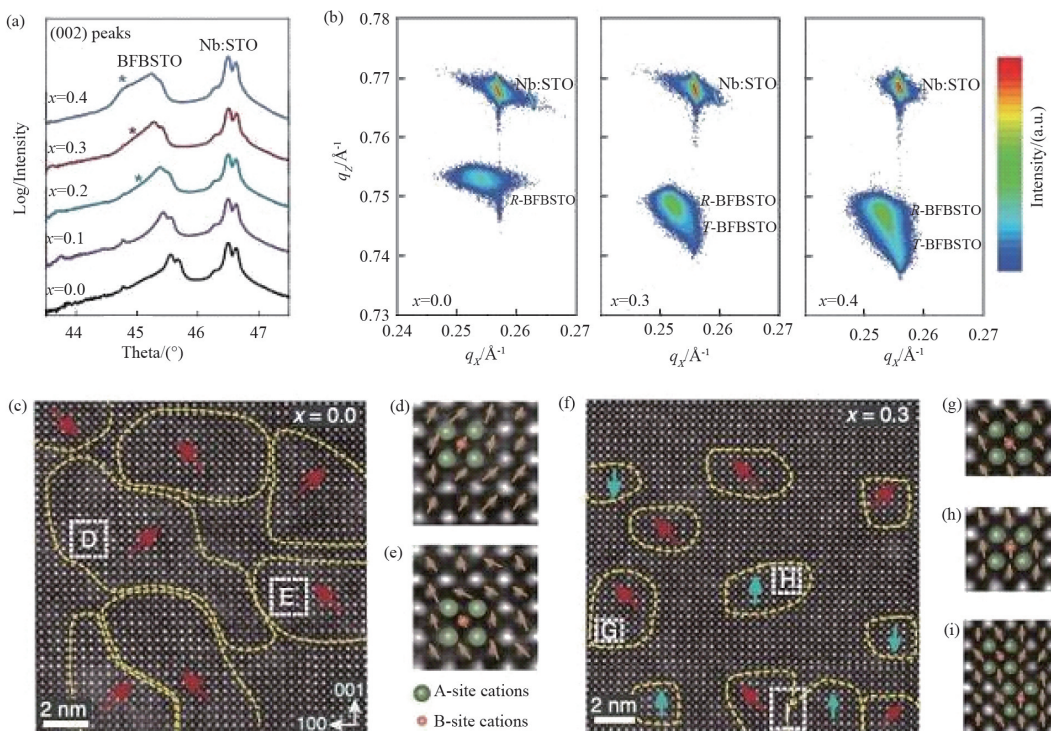 (a)
(002) peaks
Nb:STO
BFBSTO
*
x=0.4
*
x=0.3
*
x=0.2
x=0.1
x=0.0
Log/Intensity
44 45 46 47
Theta/(°)
(b)
0.78
0.77
0.76
0.75
0.74
0.73
qZ/Å-1
Nb:STO
R-BFBSTO
x=0.0
0.24 0.25 0.26 0.27
qX/Å-1
Nb:STO
R-BFBSTO
T-BFBSTO
x=0.3
0.25 0.26 0.27
qX/Å-1
Nb:STO
R-BFBSTO
T-BFBSTO
x=0.4
0.25 0.26 0.27
qX/Å-1
Intensity/(a.u.)
(c)
x = 0.0
D
E
2 nm
001
100
(d)
(e)
A-site cations
B-site cations
(f)
x = 0.3
H
G
I
2 nm
(g)
(h)
(i)